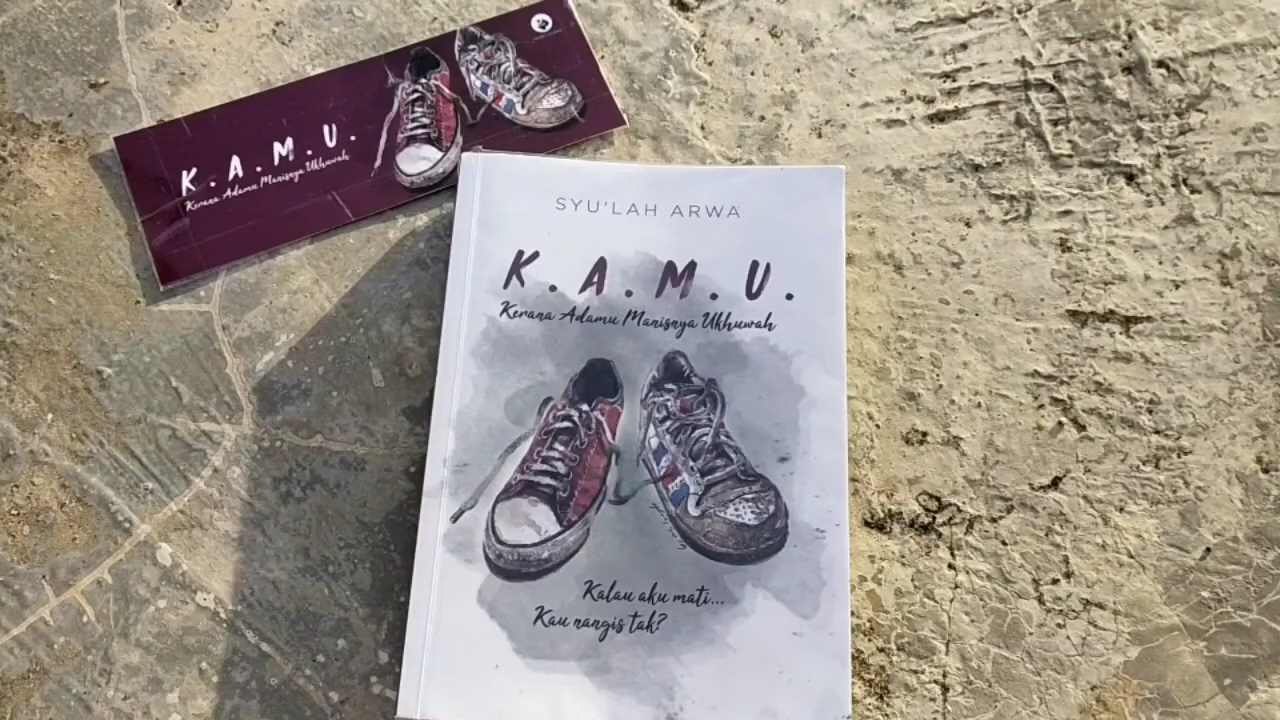 K.A.M.U.
Kerana Adamu Manisnya Ukhuwah
SYU'LAH ARWA
K.A.M.U.
Kerana Adamu Manisnya Ukhuwah
Kalau aku mati...
Kau nangis tak?